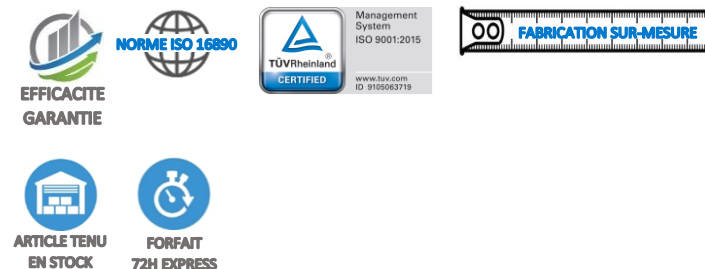 EFFICACITE
GARANTIE
NORME ISO 16890
TÜVRheinland®
CERTIFIED
Management
System
ISO 9001:2015
www.tuv.com
ID 9105063719
FABRICATION SUR-MESURE
ARTICLE TENU
EN STOCK
FORFAIT
72H EXPRESS